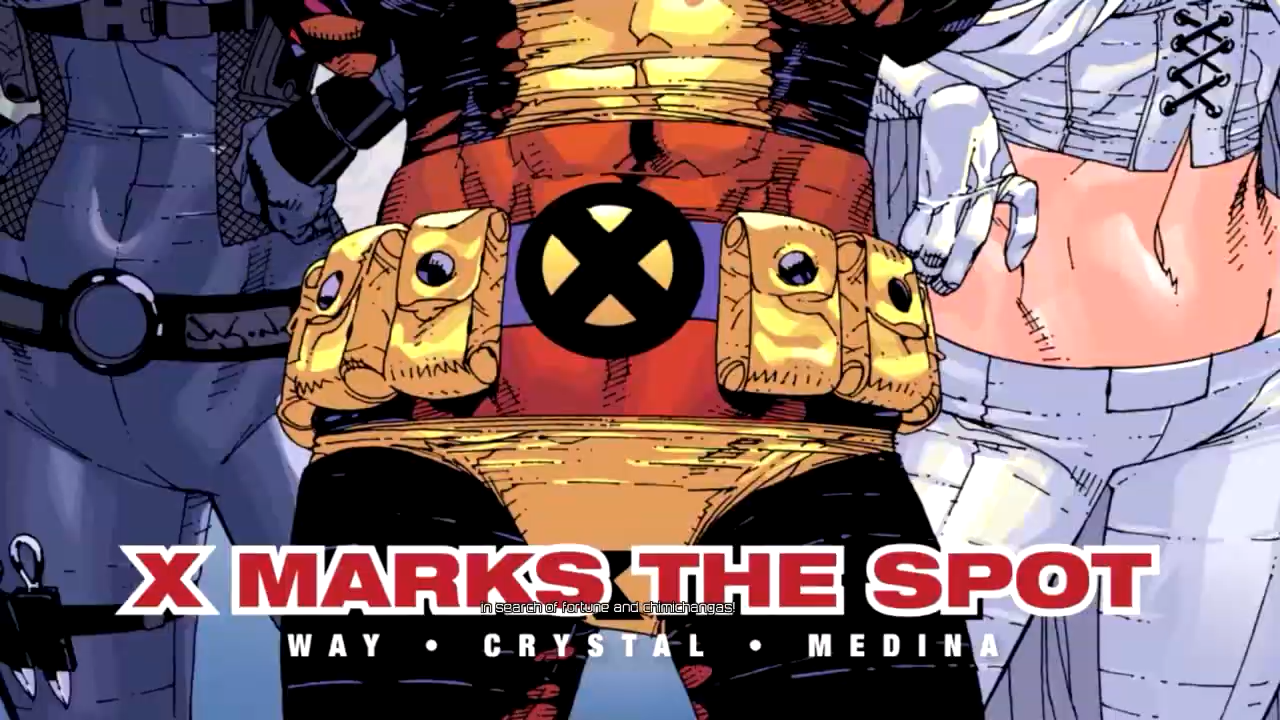 X MARKS THE SPOT
in search of fortune and chimichangas!
WAY • CRYSTAL • MEDINA